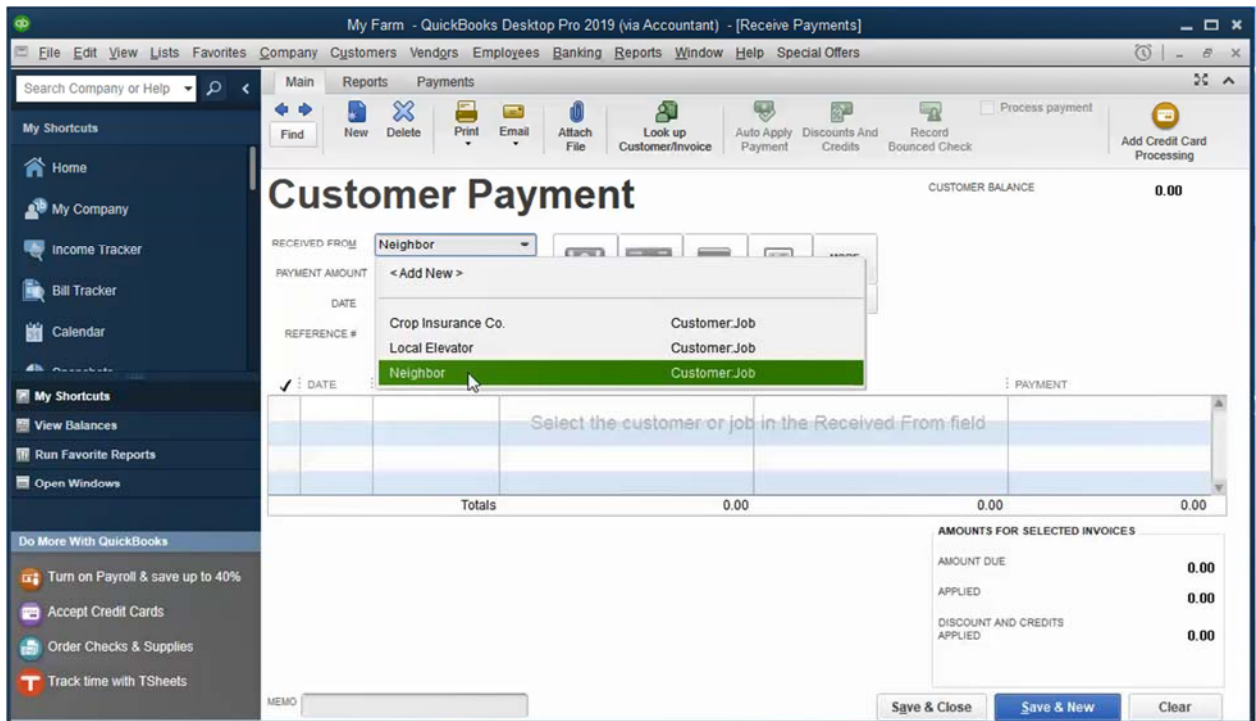 My Farm - QuickBooks Desktop Pro 2019 (via Accountant) - [Receive Payments]
File Edit View Lists Favorites Company Customers Vendors Employees Banking Reports Window Help Special Offers
Search Company or Help
Main Reports Payments
Find New Delete Print Email Attach File Look up Customer/Invoice Auto Apply Payment Discounts And Credits Record Bounced Check Process payment Add Credit Card Processing
My Shortcuts
Home
My Company
Income Tracker
Bill Tracker
Calendar
My Shortcuts
View Balances
Run Favorite Reports
Open Windows
Do More With QuickBooks
Turn on Payroll & save up to 40%
Accept Credit Cards
Order Checks & Supplies
Track time with TSheets
Customer Payment
CUSTOMER BALANCE 0.00
RECEIVED FROM Neighbor
PAYMENT AMOUNT
DATE
REFERENCE #
< Add New >
Crop Insurance Co. Customer:Job
Local Elevator Customer:Job
Neighbor Customer:Job
DATE PAYMENT
Select the customer or job in the Received From field
Totals 0.00 0.00 0.00
AMOUNTS FOR SELECTED INVOICES
AMOUNT DUE 0.00
APPLIED 0.00
DISCOUNT AND CREDITS
APPLIED 0.00
MEMO
Save & Close Save & New Clear